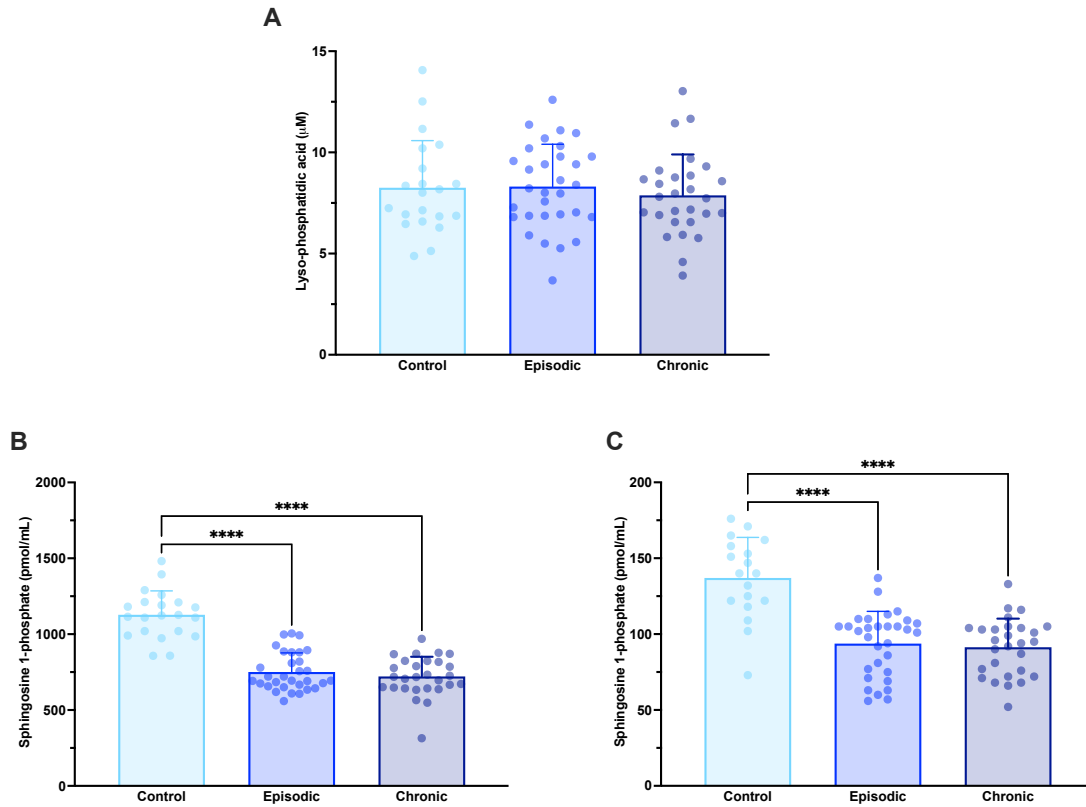 A
Lyso-phosphatidic acid (μM)
15
10
5
0
Control Episodic Chronic
B
Sphingosine 1-phosphate (pmol/mL)
2000
1500
1000
500
0
****
****
Control Episodic Chronic
C
Sphingosine 1-phosphate (pmol/mL)
200
150
100
50
0
****
****
Control Episodic Chronic